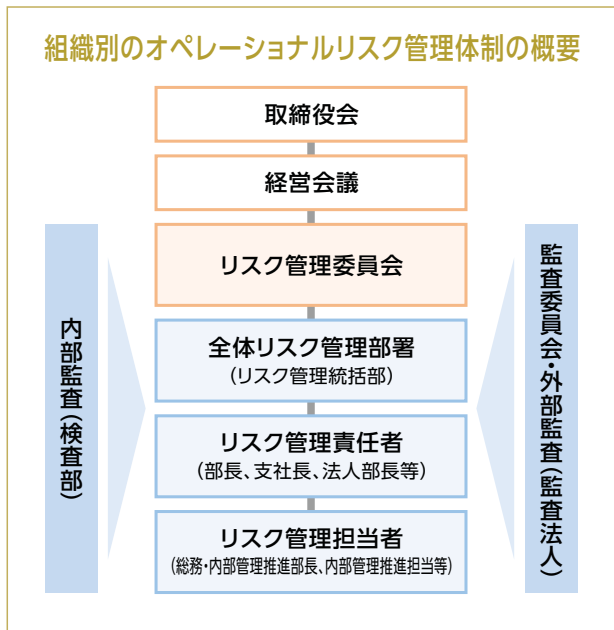 組織別のオペレーショナルリスク管理体制の概要
取締役会
経営会議
リスク管理委員会
全体リスク管理部署
(リスク管理統括部)
リスク管理責任者
(部長、支社長、法人部長等)
リスク管理担当者
(総務・内部管理推進部長、内部管理推進担当等)
内部監査(検査部)
監査委員会・外部監査(監査法人)